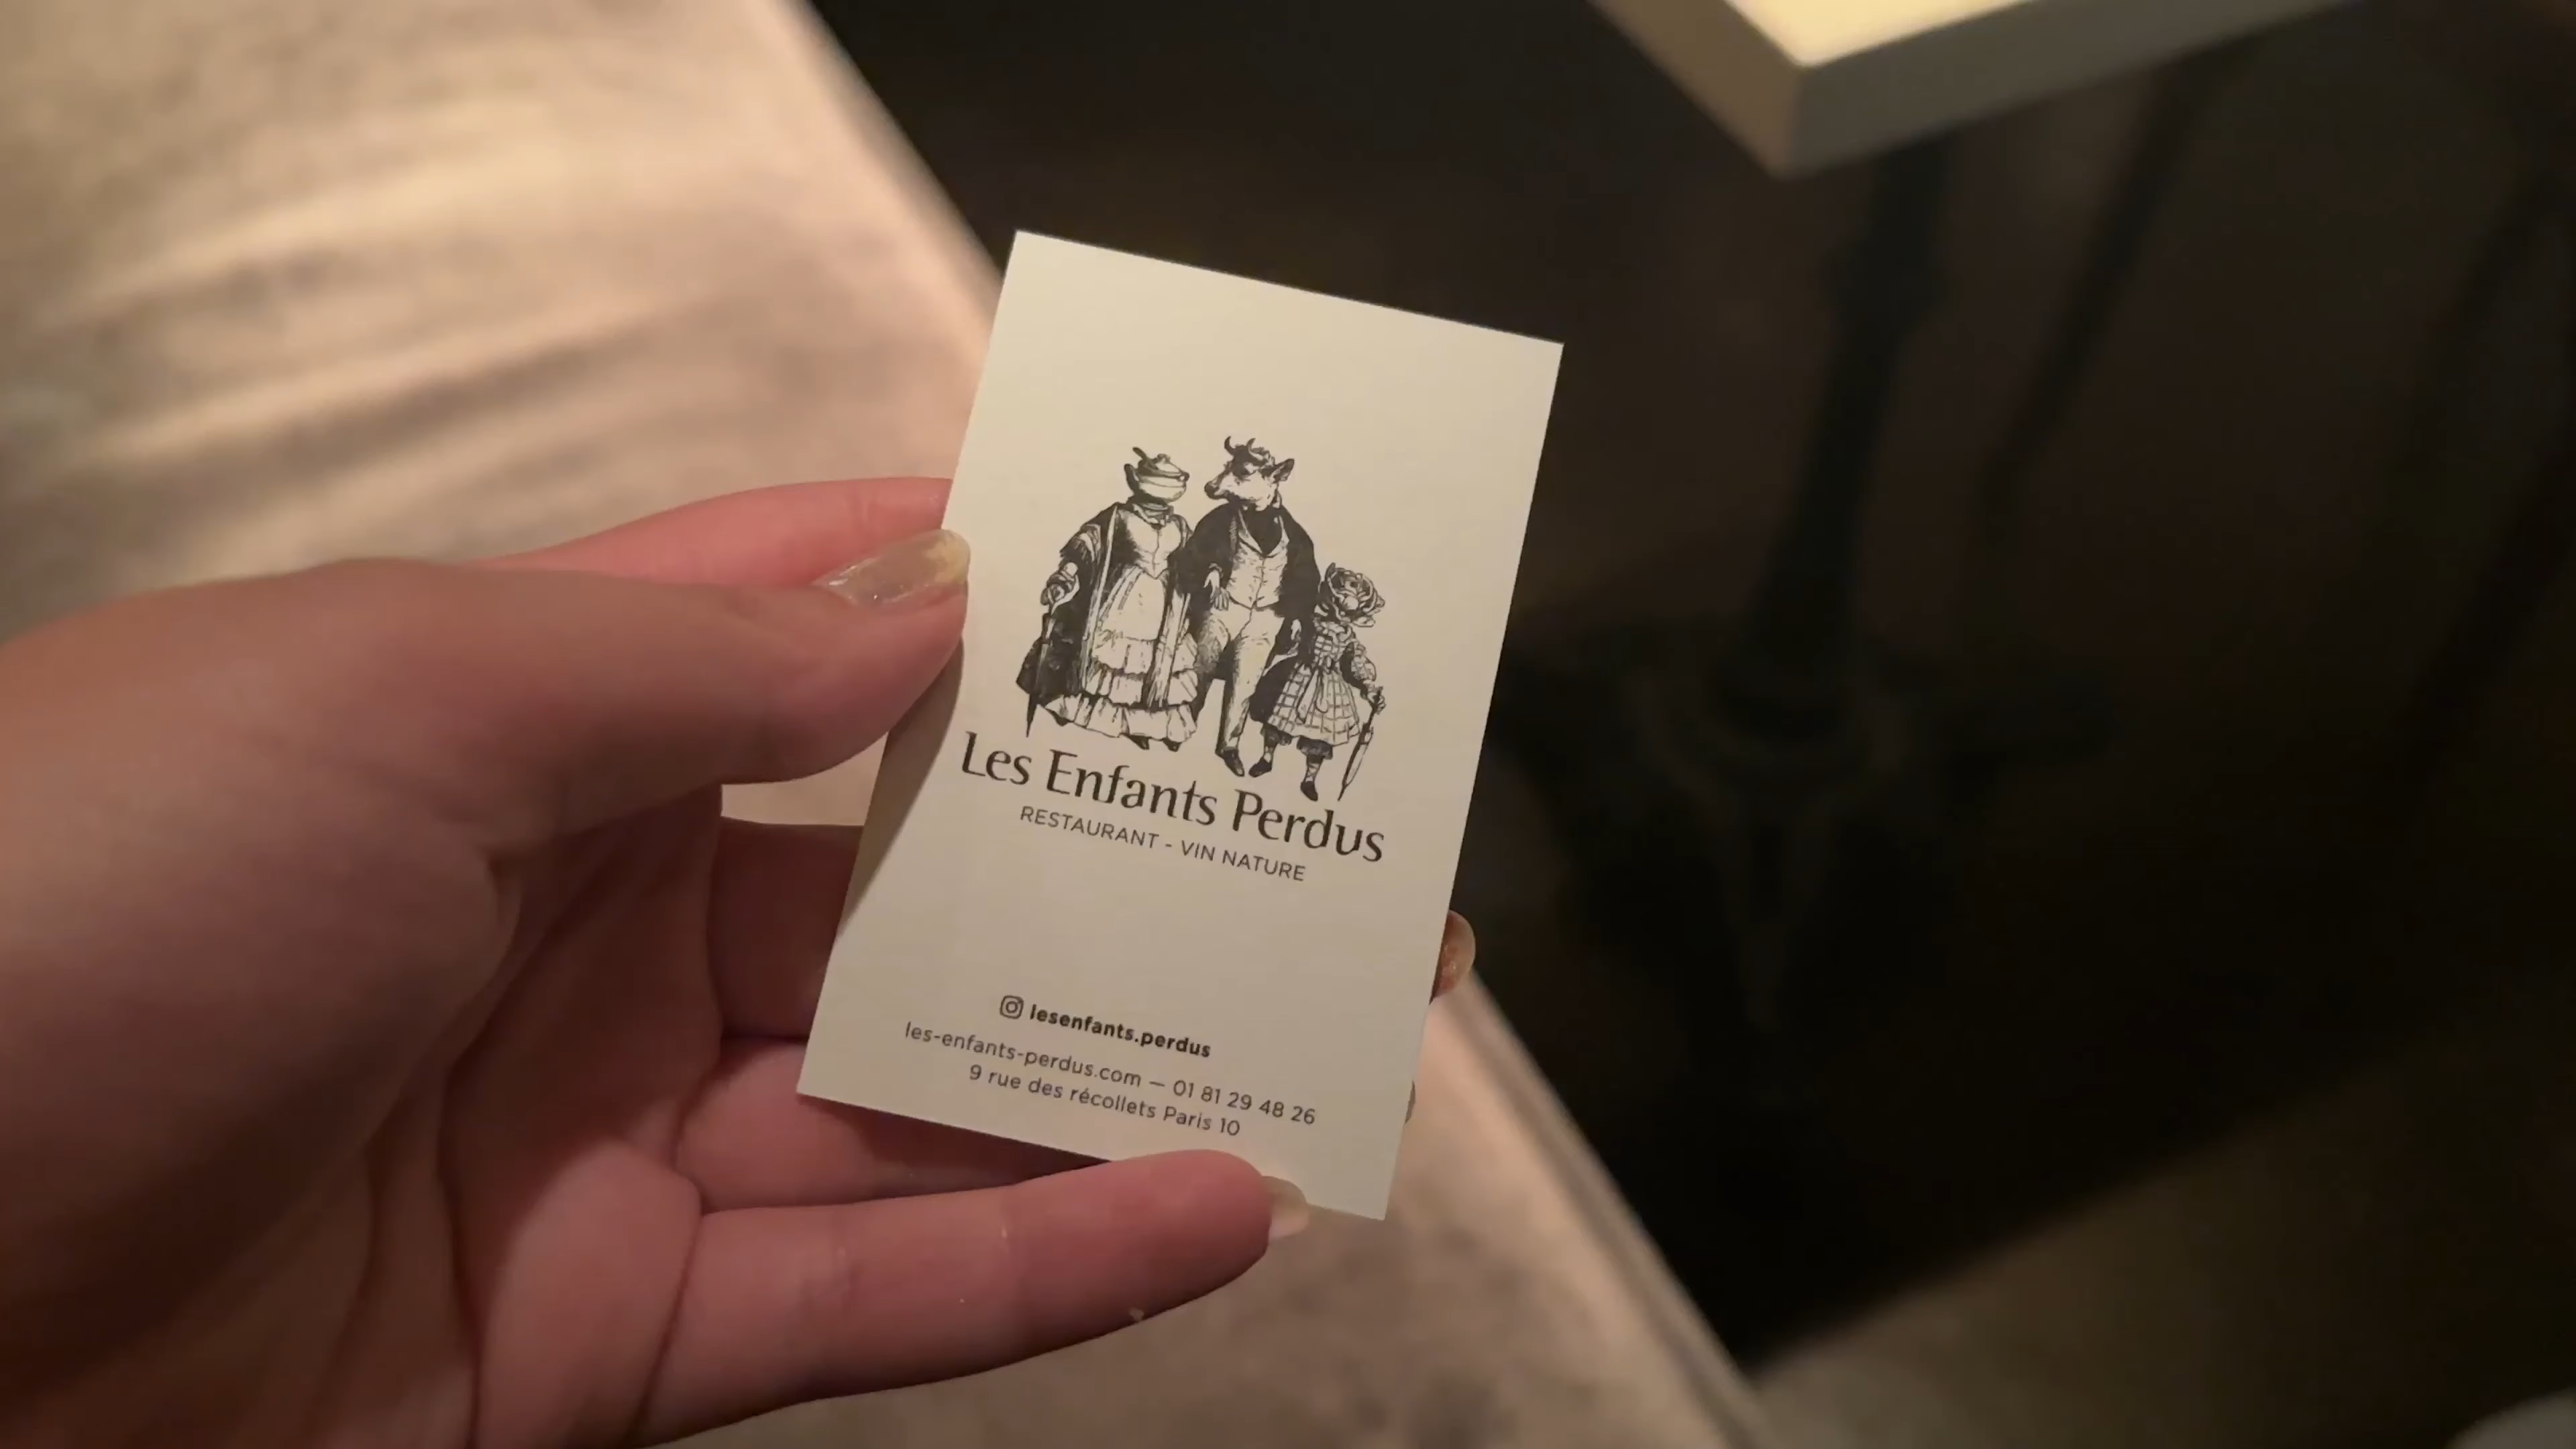 Les Enfants Perdus
RESTAURANT - VIN NATURE
lesenfants.perdus
les-enfants-perdus.com — 01 81 29 48 26
9 rue des récollets Paris 10